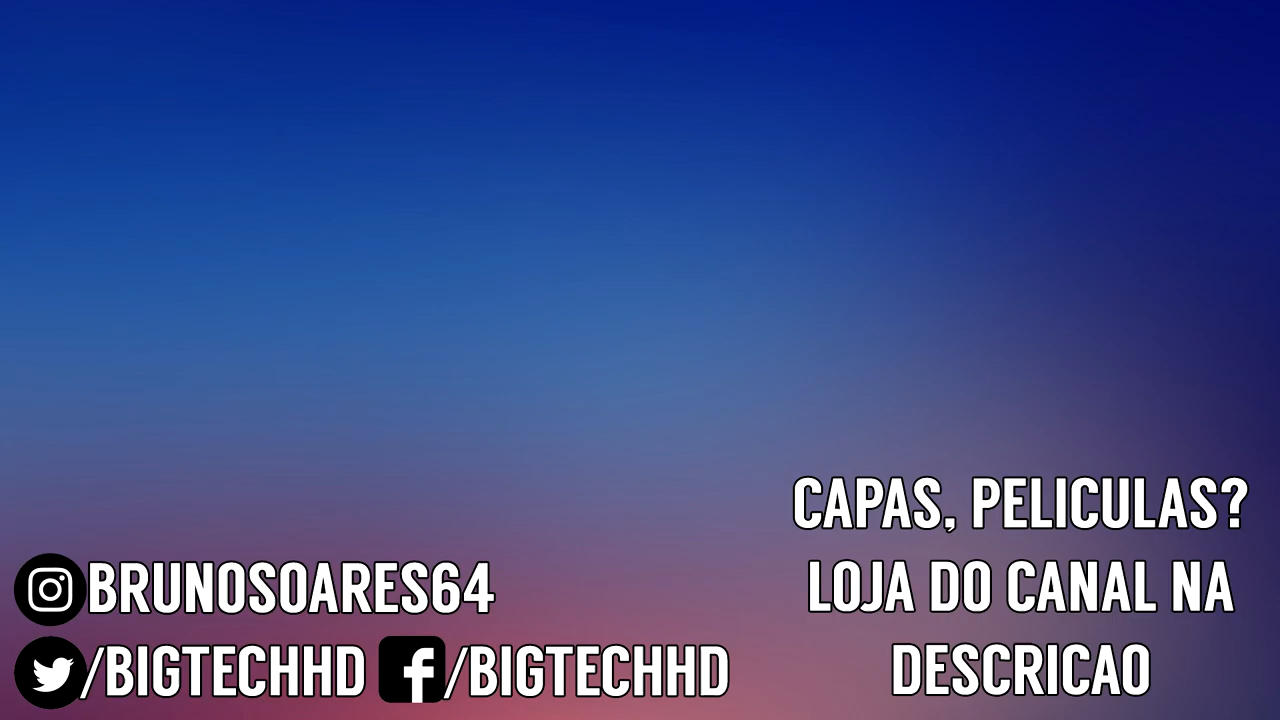 CAPAS, PELICULAS?
LOJA DO CANAL NA
DESCRICAO
BRUNOSOARES64
/BIGTECHHD /BIGTECHHD